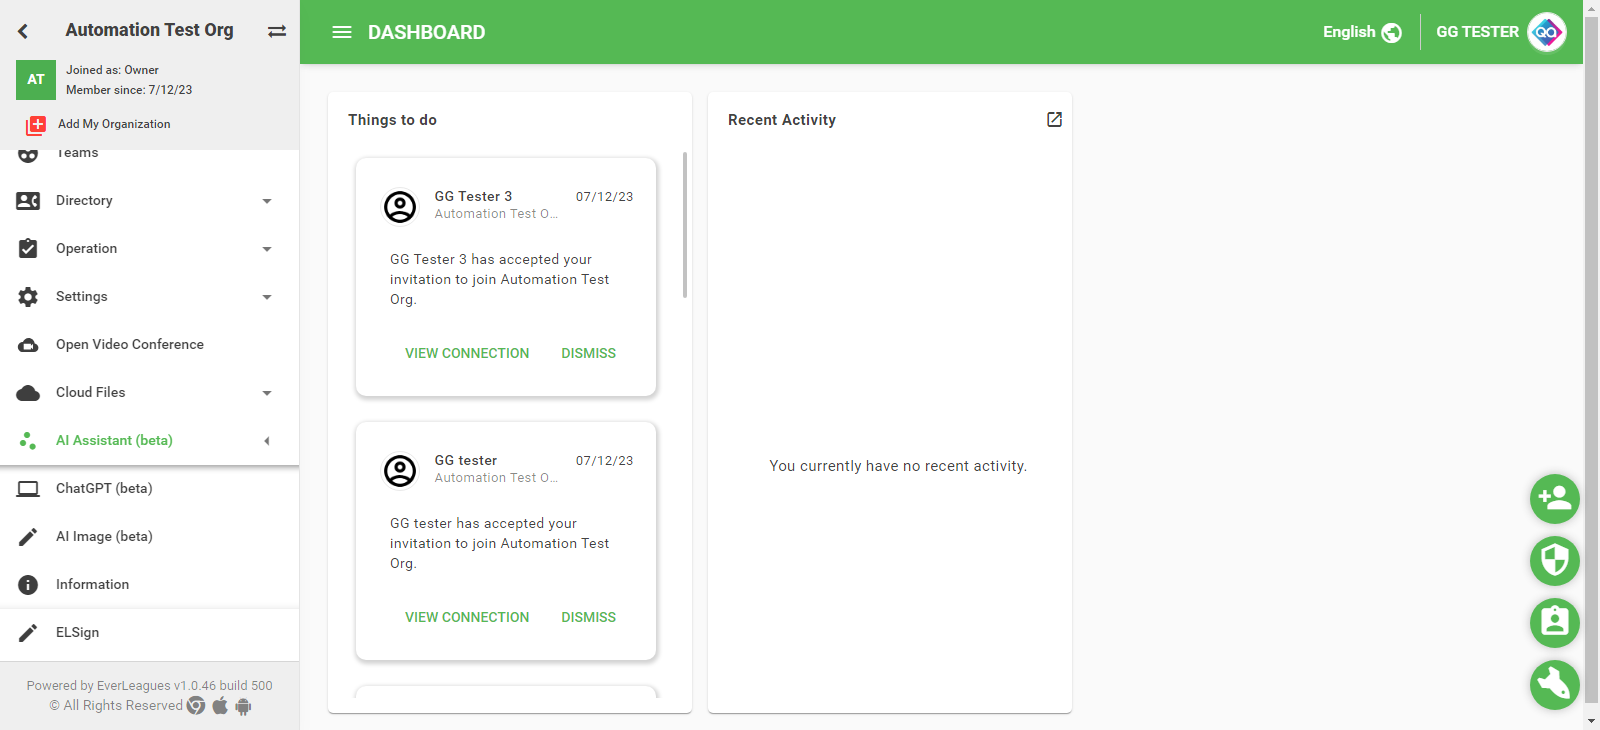 Automation Test Org
AT
Joined as: Owner
Member since: 7/12/23
Add My Organization
Teams
Directory
Operation
Settings
Open Video Conference
Cloud Files
AI Assistant (beta)
ChatGPT (beta)
AI Image (beta)
Information
ELSign
Powered by EverLeagues v1.0.46 build 500
© All Rights Reserved
DASHBOARD
English
GG TESTER
QA
Things to do
GG Tester 3
07/12/23
Automation Test O...
GG Tester 3 has accepted your
invitation to join Automation Test
Org.
VIEW CONNECTION DISMISS
GG tester
07/12/23
Automation Test O...
GG tester has accepted your
invitation to join Automation Test
Org.
VIEW CONNECTION DISMISS
Recent Activity
You currently have no recent activity.